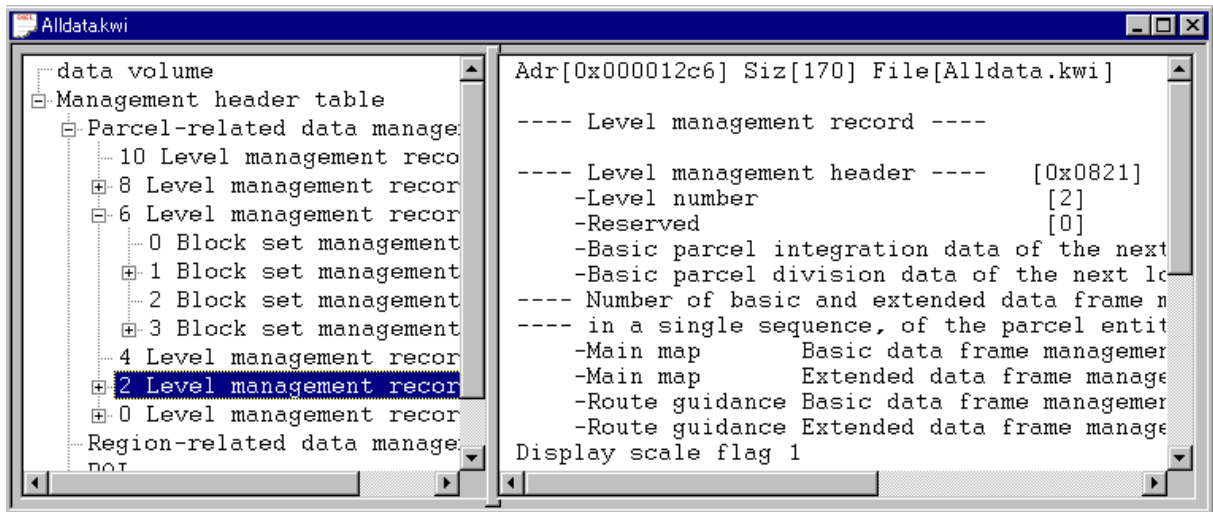 Alldata.kwi
data volume
Management header table
Parcel-related data manage
10 Level management reco
8 Level management recor
6 Level management recor
0 Block set management
1 Block set management
2 Block set management
3 Block set management
4 Level management recor
2 Level management recor
0 Level management recor
Region-related data manage
POI
Adr[0x000012c6] Siz[170] File[Alldata.kwi]
---- Level management record ----
---- Level management header ---- [0x0821]
-Level number [2]
-Reserved [0]
-Basic parcel integration data of the next
-Basic parcel division data of the next lo
---- Number of basic and extended data frame m
---- in a single sequence, of the parcel entit
-Main map Basic data frame managemen
-Main map Extended data frame manage
-Route guidance Basic data frame managemen
-Route guidance Extended data frame manage
Display scale flag 1